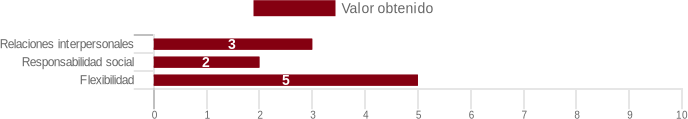 Valor obtenido
Relaciones interpersonales 3
Responsabilidad social 2
Flexibilidad 5
0 1 2 3 4 5 6 7 8 9 10